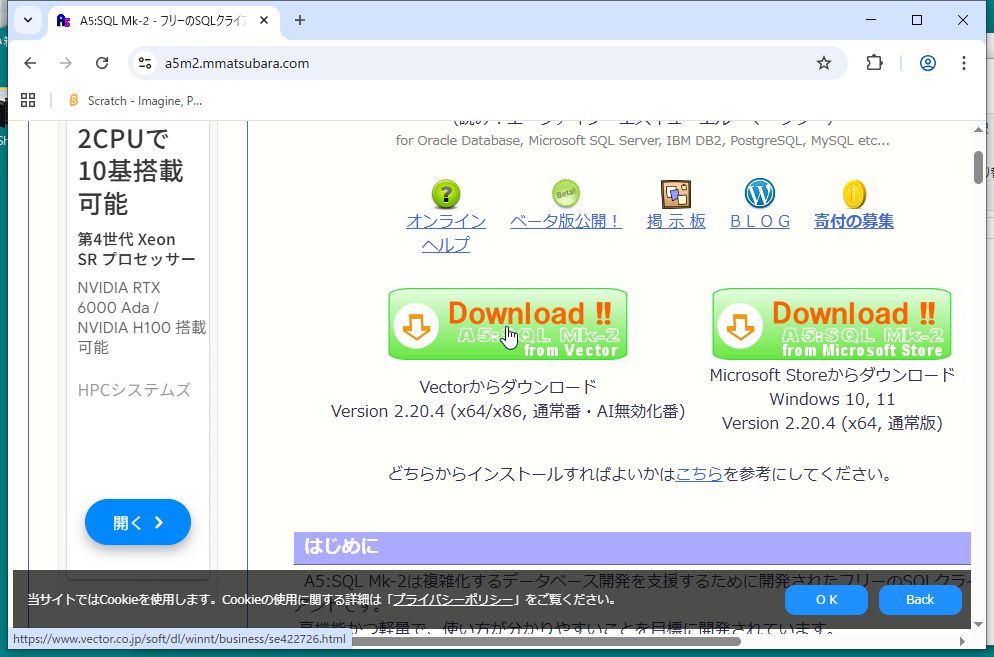 A5:SQL Mk-2 - フリーのSQLクライア
a5m2.mmatsubara.com
Scratch - Imagine, P...
2CPUで
10基搭載
可能
第4世代 Xeon
SR プロセッサー
NVIDIA RTX
6000 Ada /
NVIDIA H100 搭載
可能
HPCシステムズ
開く
for Oracle Database, Microsoft SQL Server, IBM DB2, PostgreSQL, MySQL etc...
Beta!
オンライン
ヘルプ
ベータ版公開！
掲 示 板
ＢＬＯＧ
寄付の募集
Download !!
A5:SQL Mk-2
from Vector
Download !!
A5:SQL Mk-2
from Microsoft Store
Vectorからダウンロード
Version 2.20.4 (x64/x86, 通常番・AI無効化番)
Microsoft Storeからダウンロード
Windows 10, 11
Version 2.20.4 (x64, 通常版)
どちらからインストールすればよいかはこちらを参考にしてください。
はじめに
A5:SQL Mk-2は複雑化するデータベース開発を支援するために開発されたフリーのSQLクライ
アントです。
高機能かつ軽量で、使い方が分かりやすいことを目標に開発されています。
当サイトではCookieを使用します。Cookieの使用に関する詳細は「プライバシーポリシー」をご覧ください。
O K
Back
https://www.vector.co.jp/soft/dl/winnt/business/se422726.html